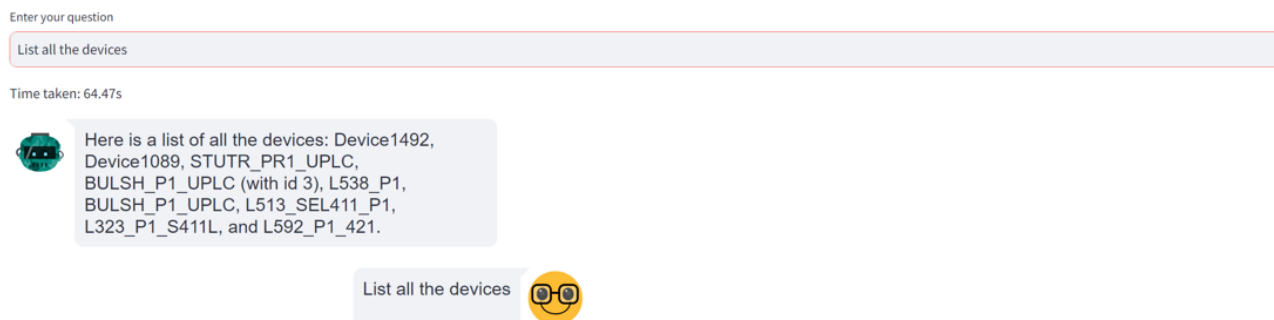 Enter your question
List all the devices
Time taken: 64.47s
Here is a list of all the devices: Device1492,
Device1089, STUTR_PR1_UPLC,
BULSH_P1_UPLC (with id 3), L538_P1,
BULSH_P1_UPLC, L513_SEL411_P1,
L323_P1_S411L, and L592_P1_421.
List all the devices